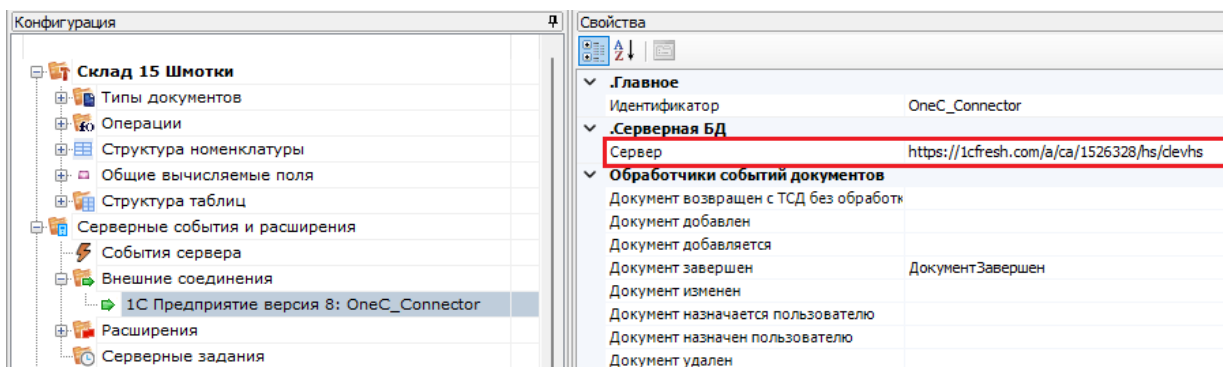 Конфигурация
Склад 15 Шмотки
Типы документов
Операции
Структура номенклатуры
Общие вычисляемые поля
Структура таблиц
Серверные события и расширения
События сервера
Внешние соединения
1С Предприятие версия 8: OneC_Connector
Расширения
Серверные задания
Свойства
.Главное
Идентификатор OneC_Connector
.Серверная БД
Сервер https://1cfresh.com/a/ca/1526328/hs/clevhs
Обработчики событий документов
Документ возвращен с ТСД без обработк
Документ добавлен
Документ добавляется
Документ завершен ДокументЗавершен
Документ изменен
Документ назначается пользователю
Документ назначен пользователю
Документ удален